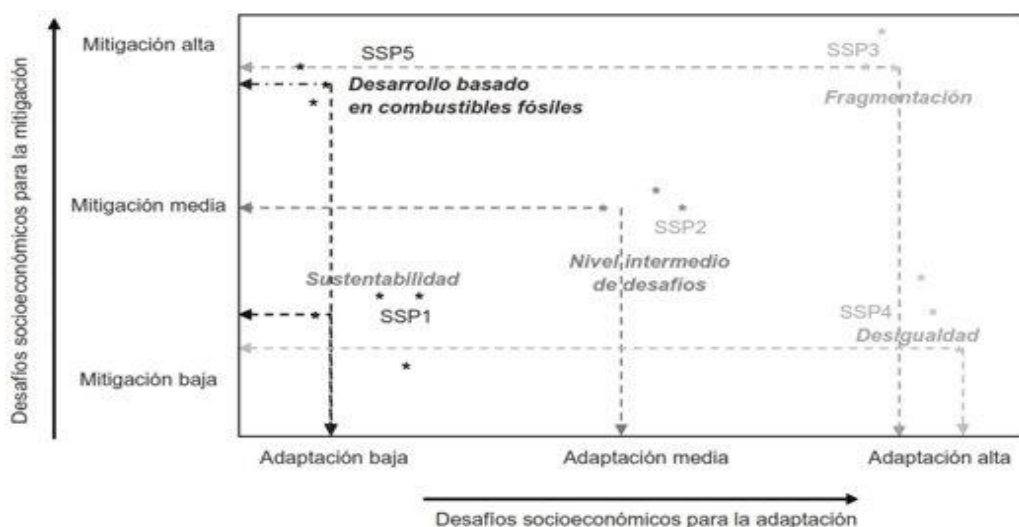 Mitigación alta
SSP5
SSP3
Desarrollo basado
en combustibles fósiles
Fragmentación
Desafíos socioeconómicos para la mitigación
Mitigación media
SSP2
Nivel intermedio
de desafíos
Sustentabilidad
SSP1
SSP4
Desigualdad
Mitigación baja
Adaptación baja
Adaptación media
Adaptación alta
Desafíos socioeconómicos para la adaptación